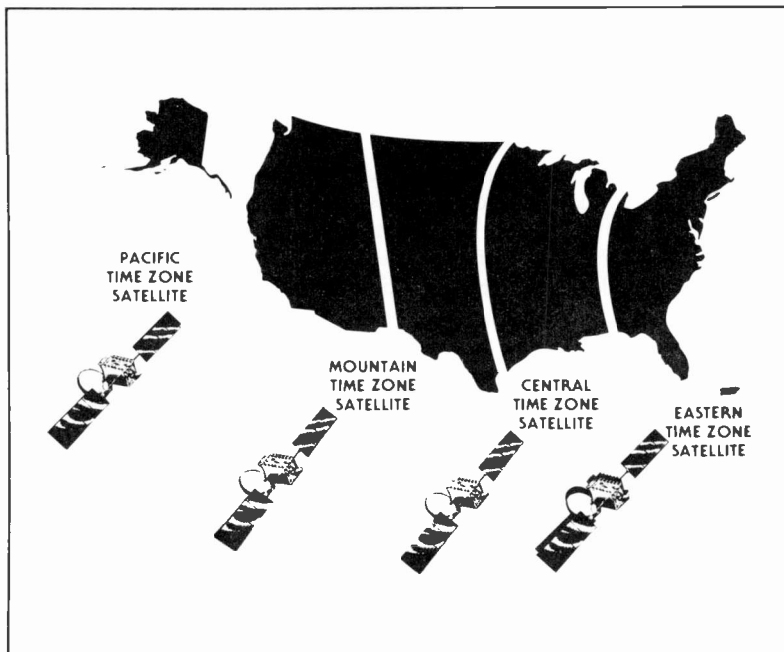 PACIFIC
TIME ZONE
SATELLITE
MOUNTAIN
TIME ZONE
SATELLITE
CENTRAL
TIME ZONE
SATELLITE
EASTERN
TIME ZONE
SATELLITE